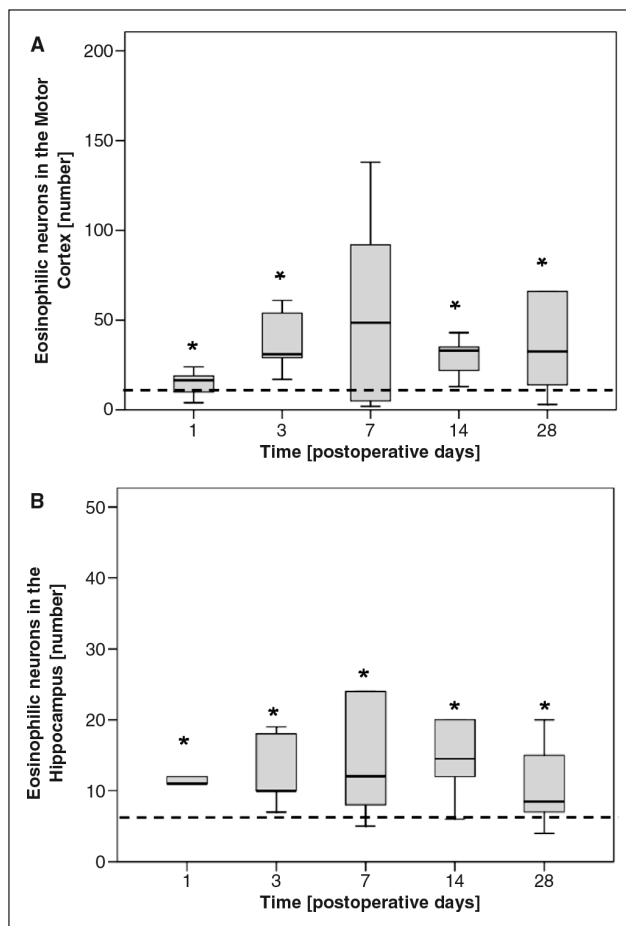 A
Eosinophilic neurons in the Motor
Cortex [number]
200
150
100
50
0
*
*
*
*
1 3 7 14 28
Time [postoperative days]
B
Eosinophilic neurons in the
Hippocampus [number]
50
40
30
20
10
0
*
*
*
*
*
1 3 7 14 28
Time [postoperative days]